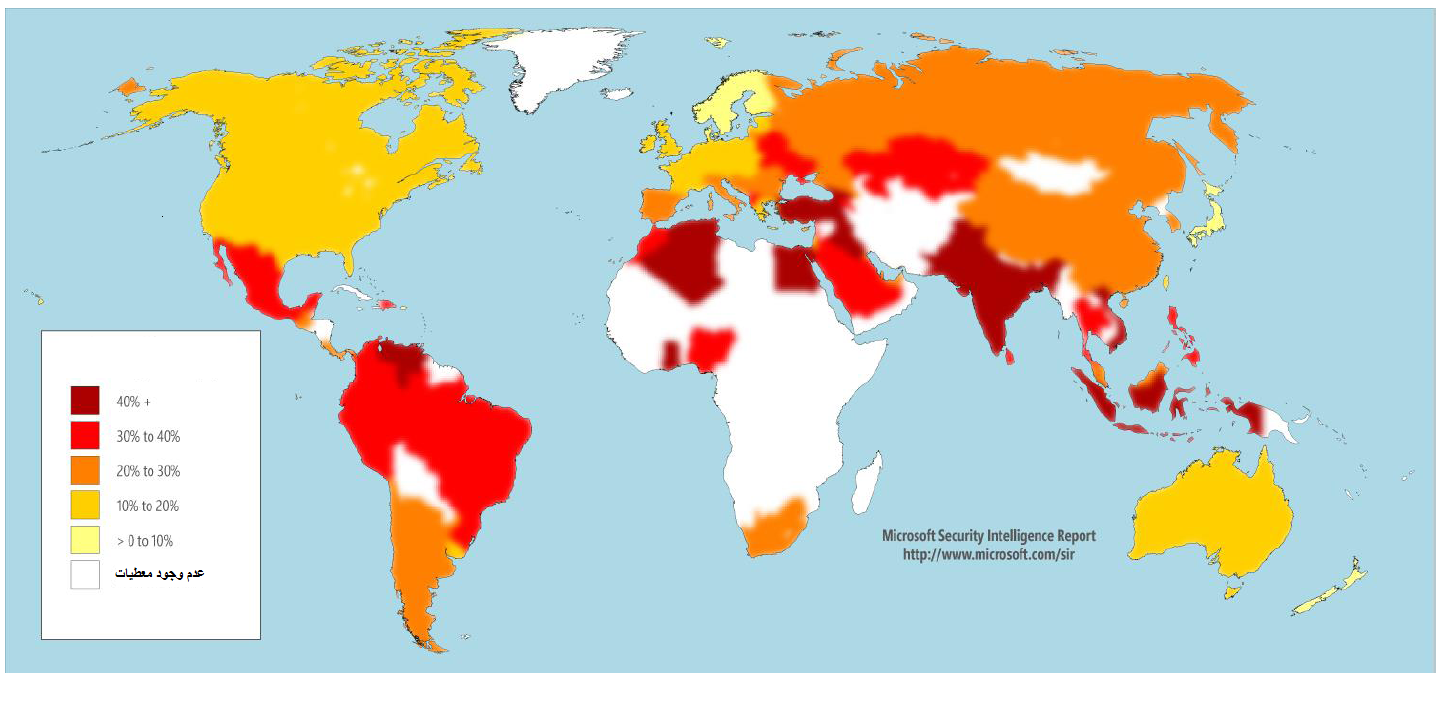 40% +
30% to 40%
20% to 30%
10% to 20%
> 0 to 10%
عدم وجود معطيات
Microsoft Security Intelligence Report
http://www.microsoft.com/sir